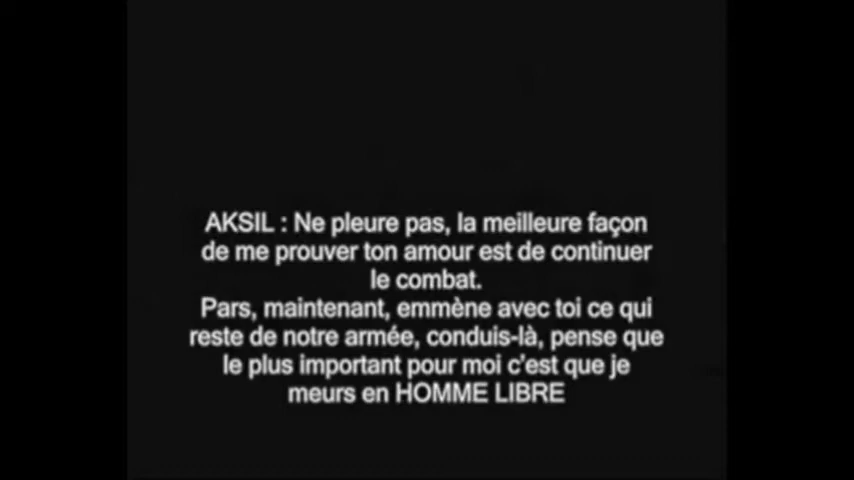 AKSIL : Ne pleure pas, la meilleure façon
de me prouver ton amour est de continuer
le combat.
Pars, maintenant, emmène avec toi ce qui
reste de notre armée, conduis-là, pense que
le plus important pour moi c'est que je
meurs en HOMME LIBRE